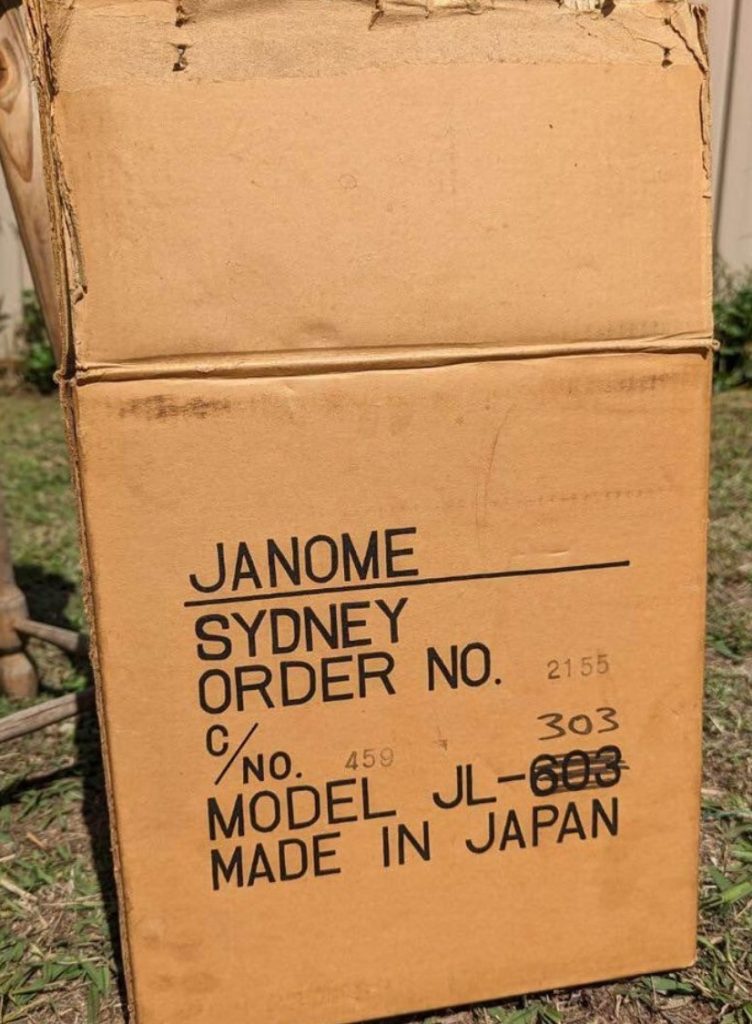 JANOME
SYDNEY
ORDER NO. 2155
C/NO. 459
303
MODEL JL-603
MADE IN JAPAN